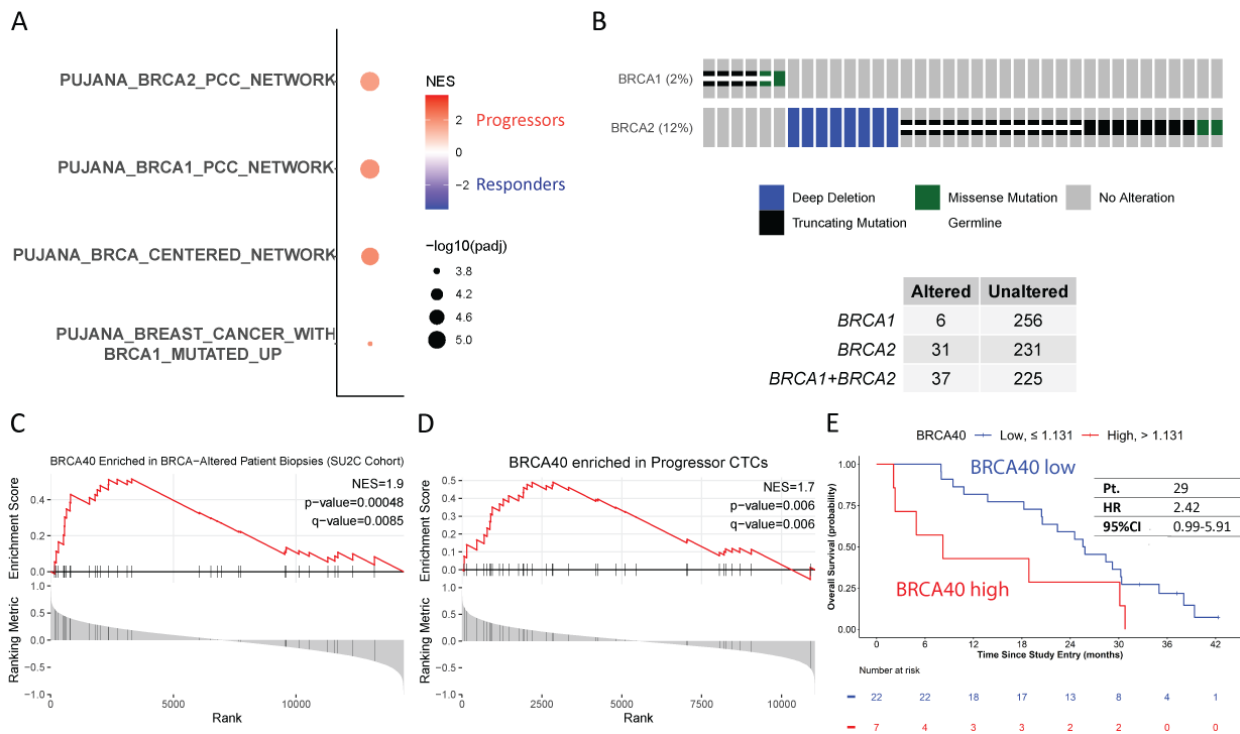 A
PUJANA_BRCA2_PCC_NETWORK
PUJANA_BRCA1_PCC_NETWORK
PUJANA_BRCA_CENTERED_NETWORK
PUJANA_BREAST_CANCER_WITH_
BRCA1_MUTATED_UP
NES
2
0
−2
Progressors
Responders
−log10(padj)
3.8
4.2
4.6
5.0
B
BRCA1 (2%)
BRCA2 (12%)
Deep Deletion
Missense Mutation
No Alteration
Truncating Mutation
Germline
Altered Unaltered
BRCA1 6 256
BRCA2 31 231
BRCA1+BRCA2 37 225
C
BRCA40 Enriched in BRCA−Altered Patient Biopsies (SU2C Cohort)
NES=1.9
p−value=0.00048
q−value=0.0085
Enrichment Score
0.4
0.2
0.0
Ranking Metric
1.0
0.5
0.0
−0.5
−1.0
0 5000 10000
Rank
D
BRCA40 enriched in Progressor CTCs
NES=1.7
p−value=0.006
q−value=0.006
Enrichment Score
0.5
0.4
0.3
0.2
0.1
0.0
Ranking Metric
1.0
0.5
0.0
−0.5
−1.0
0 2500 5000 7500 10000
Rank
E
BRCA40 Low, ≤ 1.131 High, > 1.131
BRCA40 low
BRCA40 high
Pt. 29
HR 2.42
95%CI 0.99-5.91
Overall Survival (probability)
1.00
0.75
0.50
0.25
0.00
0 6 12 18 24 30 36 42
Time Since Study Entry (months)
Number at risk
22 22 18 17 13 8 4 1
7 4 3 3 2 2 0 0